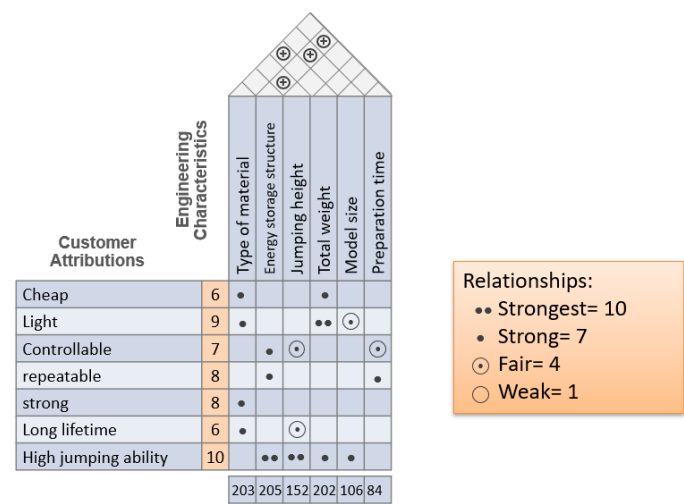 Engineering
Characteristics
Customer
Attributions
Type of material
Energy storage structure
Jumping height
Total weight
Model size
Preparation time
Cheap 6
Light 9
Controllable 7
repeatable 8
strong 8
Long lifetime 6
High jumping ability 10
203 205 152 202 106 84
Relationships:
Strongest= 10
Strong= 7
Fair= 4
Weak= 1